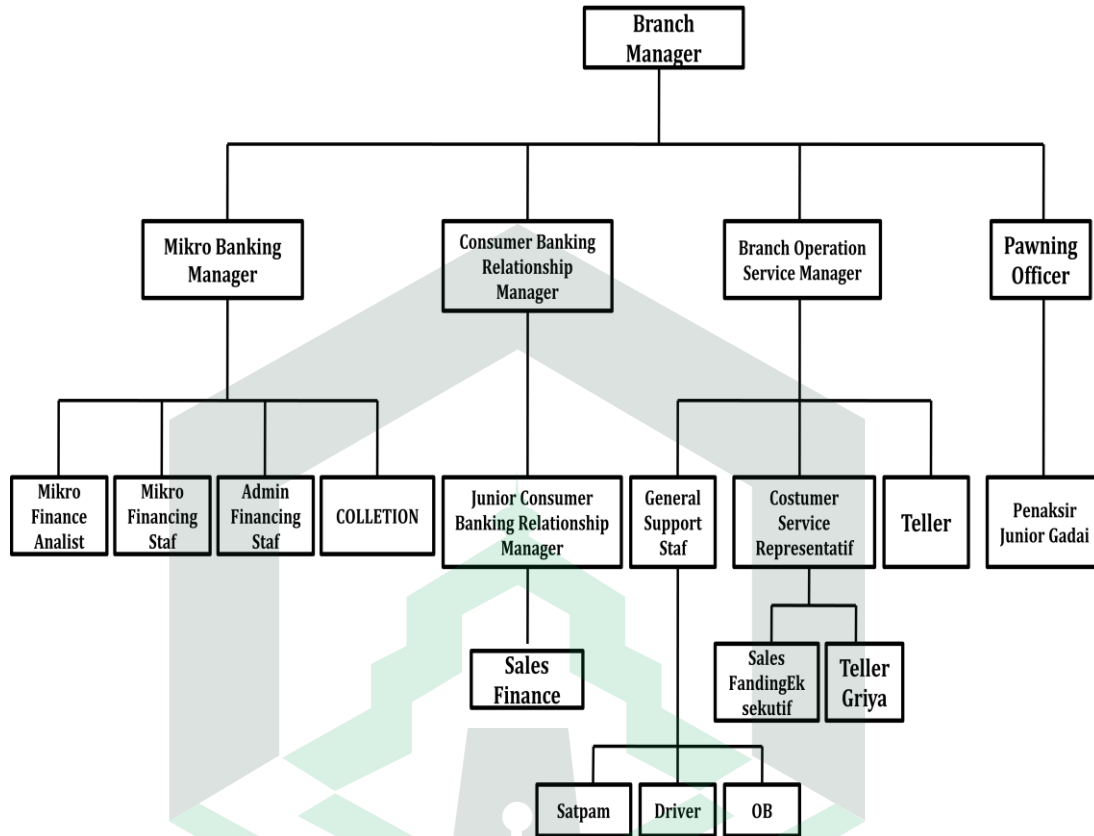 Branch
Manager
Mikro Banking
Manager
Consumer Banking
Relationship
Manager
Branch Operation
Service Manager
Pawning
Officer
Mikro
Finance
Analist
Mikro
Financing
Staf
Admin
Financing
Staf
COLLETION
Junior Consumer
Banking Relationship
Manager
General
Support
Staf
Costumer
Service
Representatif
Teller
Penaksir
Junior Gadai
Sales
Finance
Sales
FandingEk
sekutif
Teller
Griya
Satpam
Driver
OB